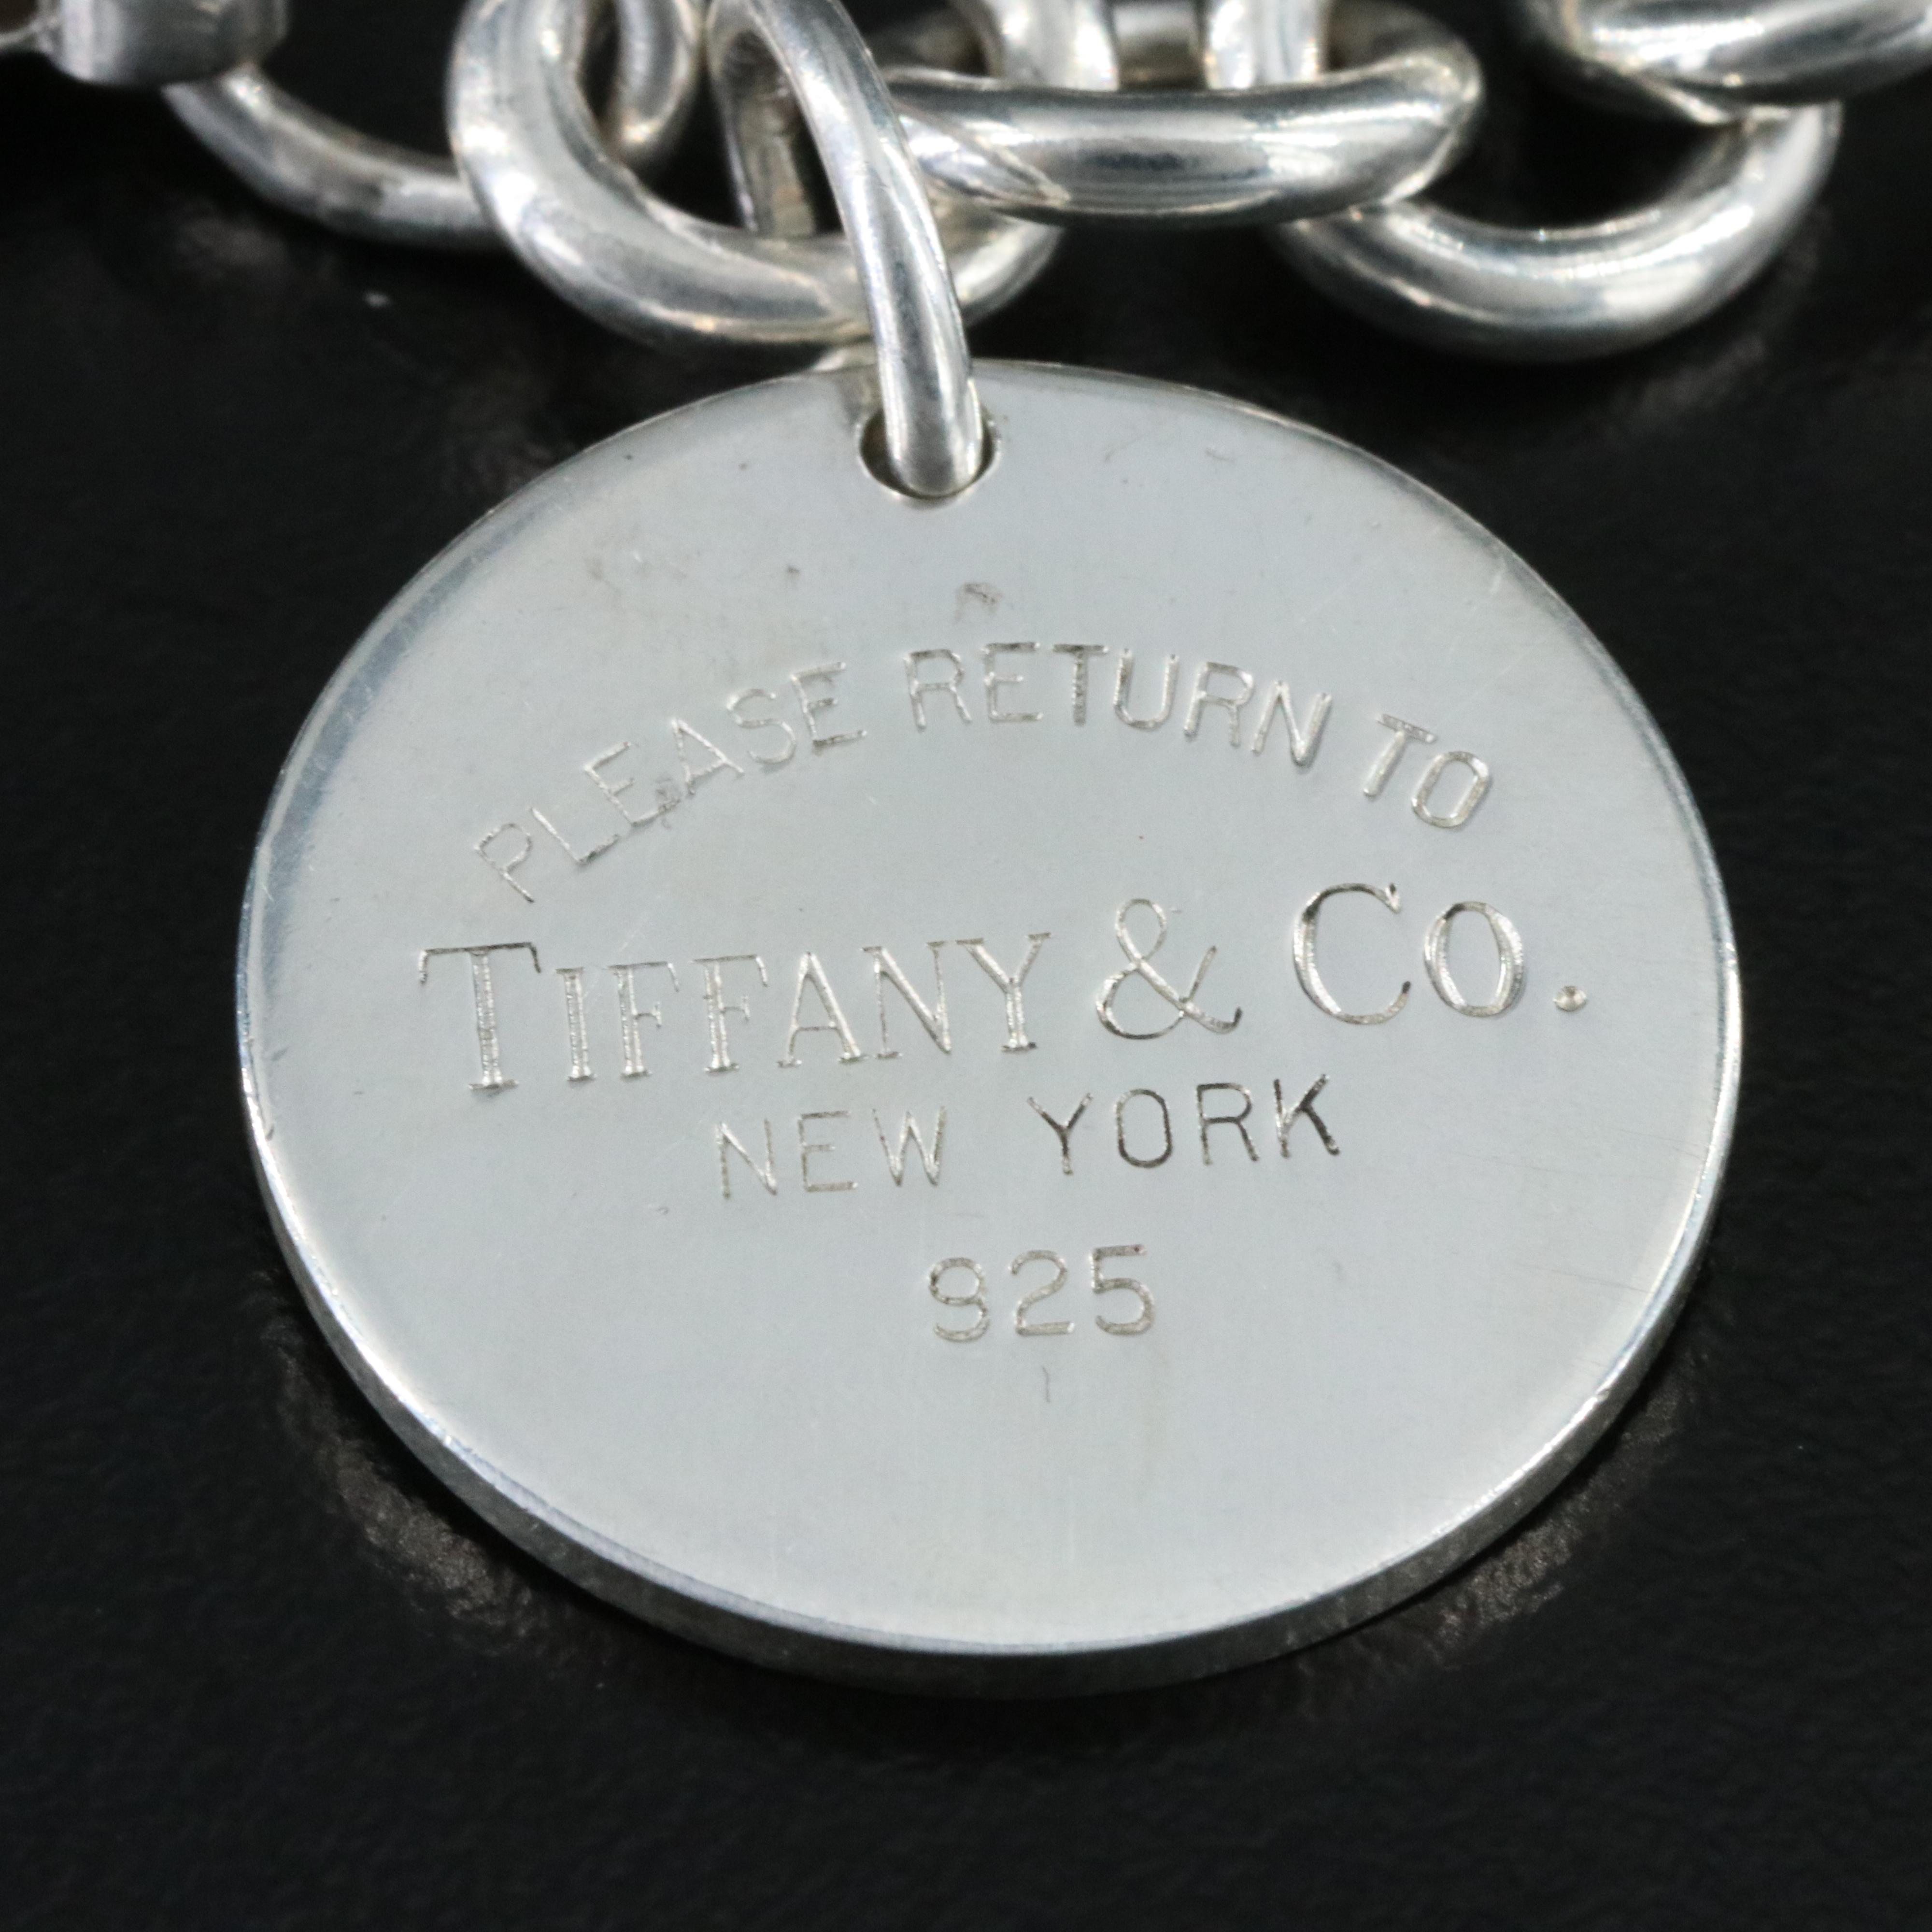 PLEASE RETURN TO
TIFFANY & CO.
NEW YORK
925